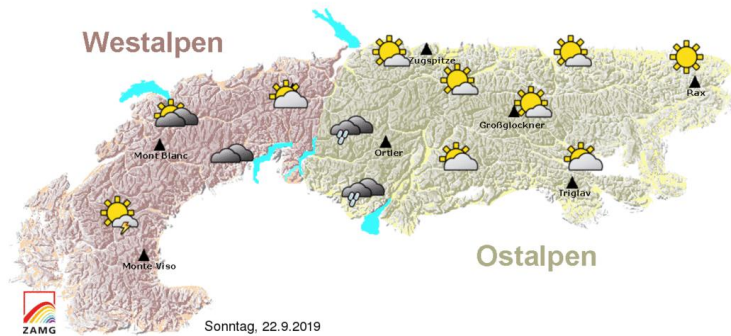 Westalpen
Zugspitze
Rax
Großglockner
Mont Blanc
Ortler
Triglav
Ostalpen
Monte Viso
ZAMG
Sonntag, 22.9.2019